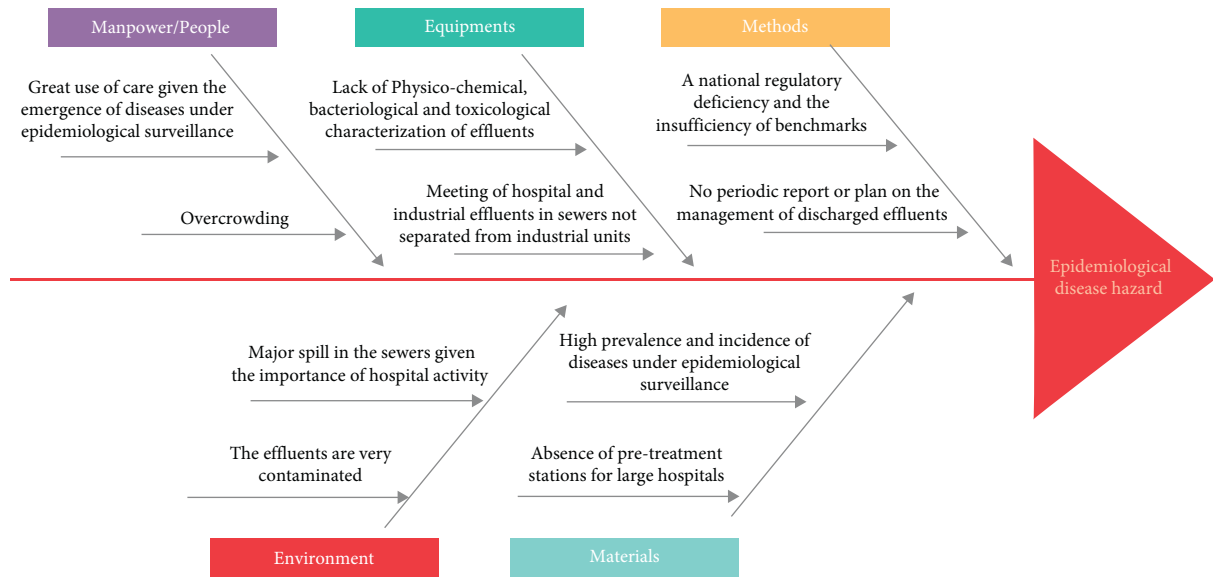 Manpower/People
Equipments
Methods
Great use of care given the
emergence of diseases under
epidemiological surveillance
Lack of Physico-chemical,
bacteriological and toxicological
characterization of effluents
A national regulatory
deficiency and the
insufficiency of benchmarks
Overcrowding
Meeting of hospital and
industrial effluents in sewers not
separated from industrial units
No periodic report or plan on the
management of discharged effluents
Epidemiological
disease hazard
Major spill in the sewers given
the importance of hospital activity
High prevalence and incidence of
diseases under epidemiological
surveillance
The effluents are very
contaminated
Absence of pre-treatment
stations for large hospitals
Environment
Materials